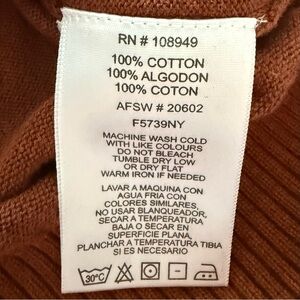 RN # 108949
100% COTTON
100% ALGODON
100% COTON
AFSW # 20602
F5739NY
MACHINE WASH COLD
WITH LIKE COLOURS
DO NOT BLEACH
TUMBLE DRY LOW
OR DRY FLAT
WARM IRON IF NEEDED
LAVAR A MAQUINA CON
AGUA FRIA CON
COLORES SIMILARES,
NO USAR BLANQUEADOR,
SECAR A TEMPERATURA
BAJA O SECAR EN
SUPERFICIE PLANA,
PLANCHAR A TEMPERATURA TIBIA
SI ES NECESARIO
30°C